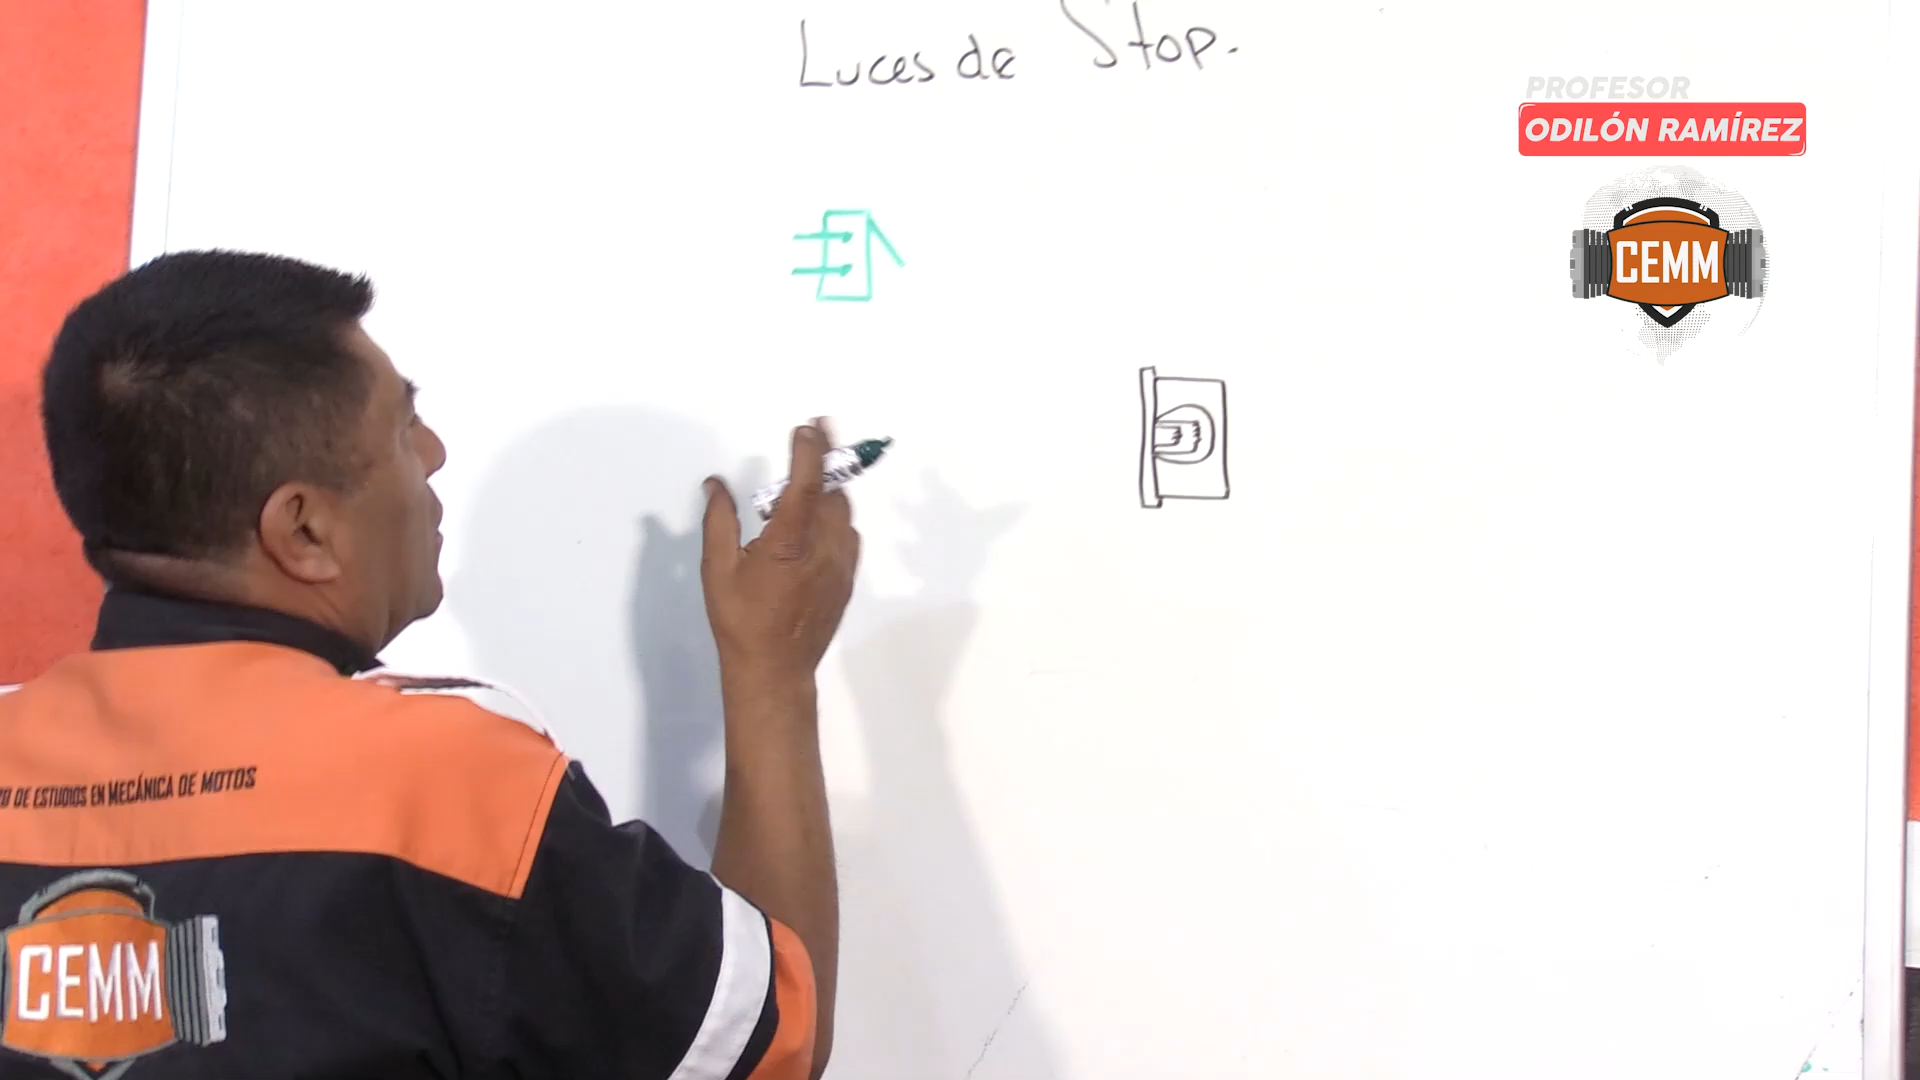 Luces de Stop.
PROFESOR
ODILÓN RAMÍREZ
CEMM
DE ESTUDIOS EN MECÁNICA DE MOTOS
CEMM